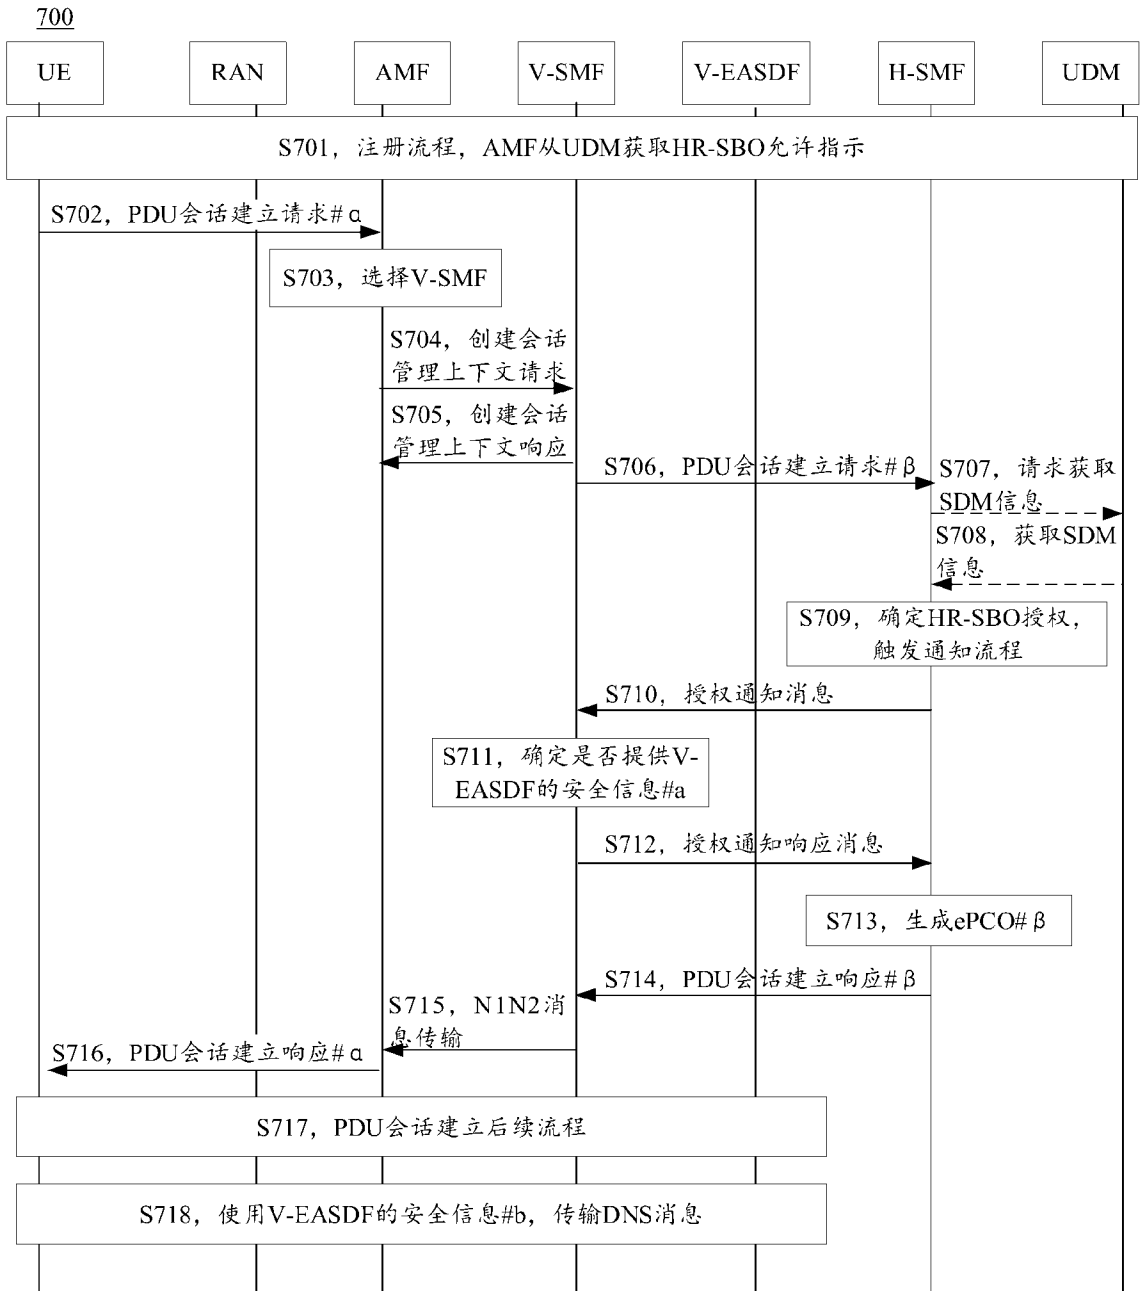 700
UE
RAN
AMF
V-SMF
V-EASDF
H-SMF
UDM
S701，注册流程，AMF从UDM获取HR-SBO允许指示
S702，PDU会话建立请求#α
S703，选择V-SMF
S704，创建会话
管理上下文请求
S705，创建会话
管理上下文响应
S706，PDU会话建立请求#β
S707，请求获取
SDM信息
S708，获取SDM
信息
S709，确定HR-SBO授权，
触发通知流程
S710，授权通知消息
S711，确定是否提供V-
EASDF的安全信息#a
S712，授权通知响应消息
S713，生成ePCO#β
S714，PDU会话建立响应#β
S715，N1N2消
息传输
S716，PDU会话建立响应#α
S717，PDU会话建立后续流程
S718，使用V-EASDF的安全信息#b，传输DNS消息